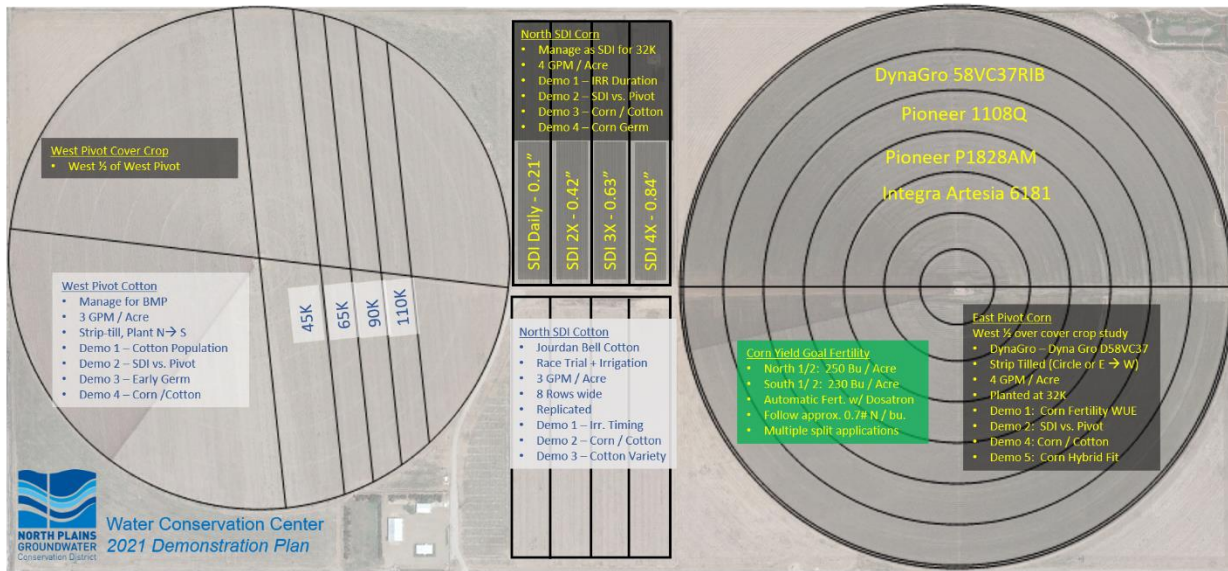 North SDI Corn
• Manage as SDI for 32K
• 4 GPM / Acre
• Demo 1 – IRR Duration
• Demo 2 – SDI vs. Pivot
• Demo 3 – Corn / Cotton
• Demo 4 – Corn Germ
SDI Daily - 0.21”
SDI 2X - 0.42”
SDI 3X - 0.63”
SDI 4X - 0.84”
DynaGro 58VC37RIB
Pioneer 1108Q
Pioneer P1828AM
Integra Artesia 6181
West Pivot Cover Crop
• West ½ of West Pivot
West Pivot Cotton
• Manage for BMP
• 3 GPM / Acre
• Strip-till, Plant N→ S
• Demo 1 – Cotton Population
• Demo 2 – SDI vs. Pivot
• Demo 3 – Early Germ
• Demo 4 – Corn /Cotton
45K
65K
90K
110K
North SDI Cotton
• Jourdan Bell Cotton
• Race Trial + Irrigation
• 3 GPM / Acre
• 8 Rows wide
• Replicated
• Demo 1 – Irr. Timing
• Demo 2 – Corn / Cotton
• Demo 3 – Cotton Variety
Corn Yield Goal Fertility
• North 1/2: 250 Bu / Acre
• South 1/2: 230 Bu / Acre
• Automatic Fert. w/ Dosatron
• Follow approx. 0.7# N / bu.
• Multiple split applications
East Pivot Corn
West ½ over cover crop study
• DynaGro – Dyna Gro D58VC37
• Strip Tilled (Circle or E → W)
• 4 GPM / Acre
• Planted at 32K
• Demo 1: Corn Fertility WUE
• Demo 2: SDI vs. Pivot
• Demo 4: Corn / Cotton
• Demo 5: Corn Hybrid Fit
NORTH PLAINS
GROUNDWATER
Conservation District
Water Conservation Center
2021 Demonstration Plan